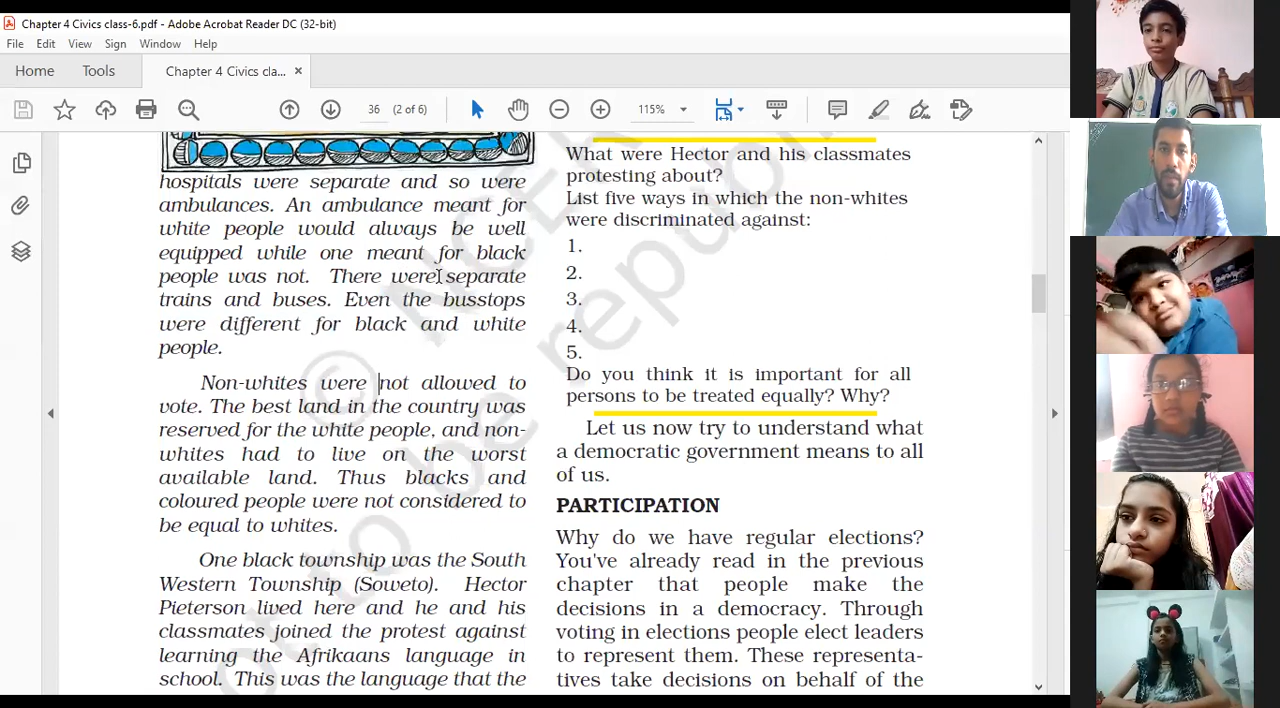 Chapter 4 Civics class-6.pdf - Adobe Acrobat Reader DC (32-bit)
File Edit View Sign Window Help
Home Tools Chapter 4 Civics cla... ×
36 (2 of 6) 115%
hospitals were separate and so were
ambulances. An ambulance meant for
white people would always be well
equipped while one meant for black
people was not. There were separate
trains and buses. Even the busstops
were different for black and white
people.
Non-whites were not allowed to
vote. The best land in the country was
reserved for the white people, and non-
whites had to live on the worst
available land. Thus blacks and
coloured people were not considered to
be equal to whites.
One black township was the South
Western Township (Soweto). Hector
Pieterson lived here and he and his
classmates joined the protest against
learning the Afrikaans language in
school. This was the language that the
What were Hector and his classmates
protesting about?
List five ways in which the non-whites
were discriminated against:
1.
2.
3.
4.
5.
Do you think it is important for all
persons to be treated equally? Why?
Let us now try to understand what
a democratic government means to all
of us.
PARTICIPATION
Why do we have regular elections?
You've already read in the previous
chapter that people make the
decisions in a democracy. Through
voting in elections people elect leaders
to represent them. These representa-
tives take decisions on behalf of the
© NCE
not to be republi